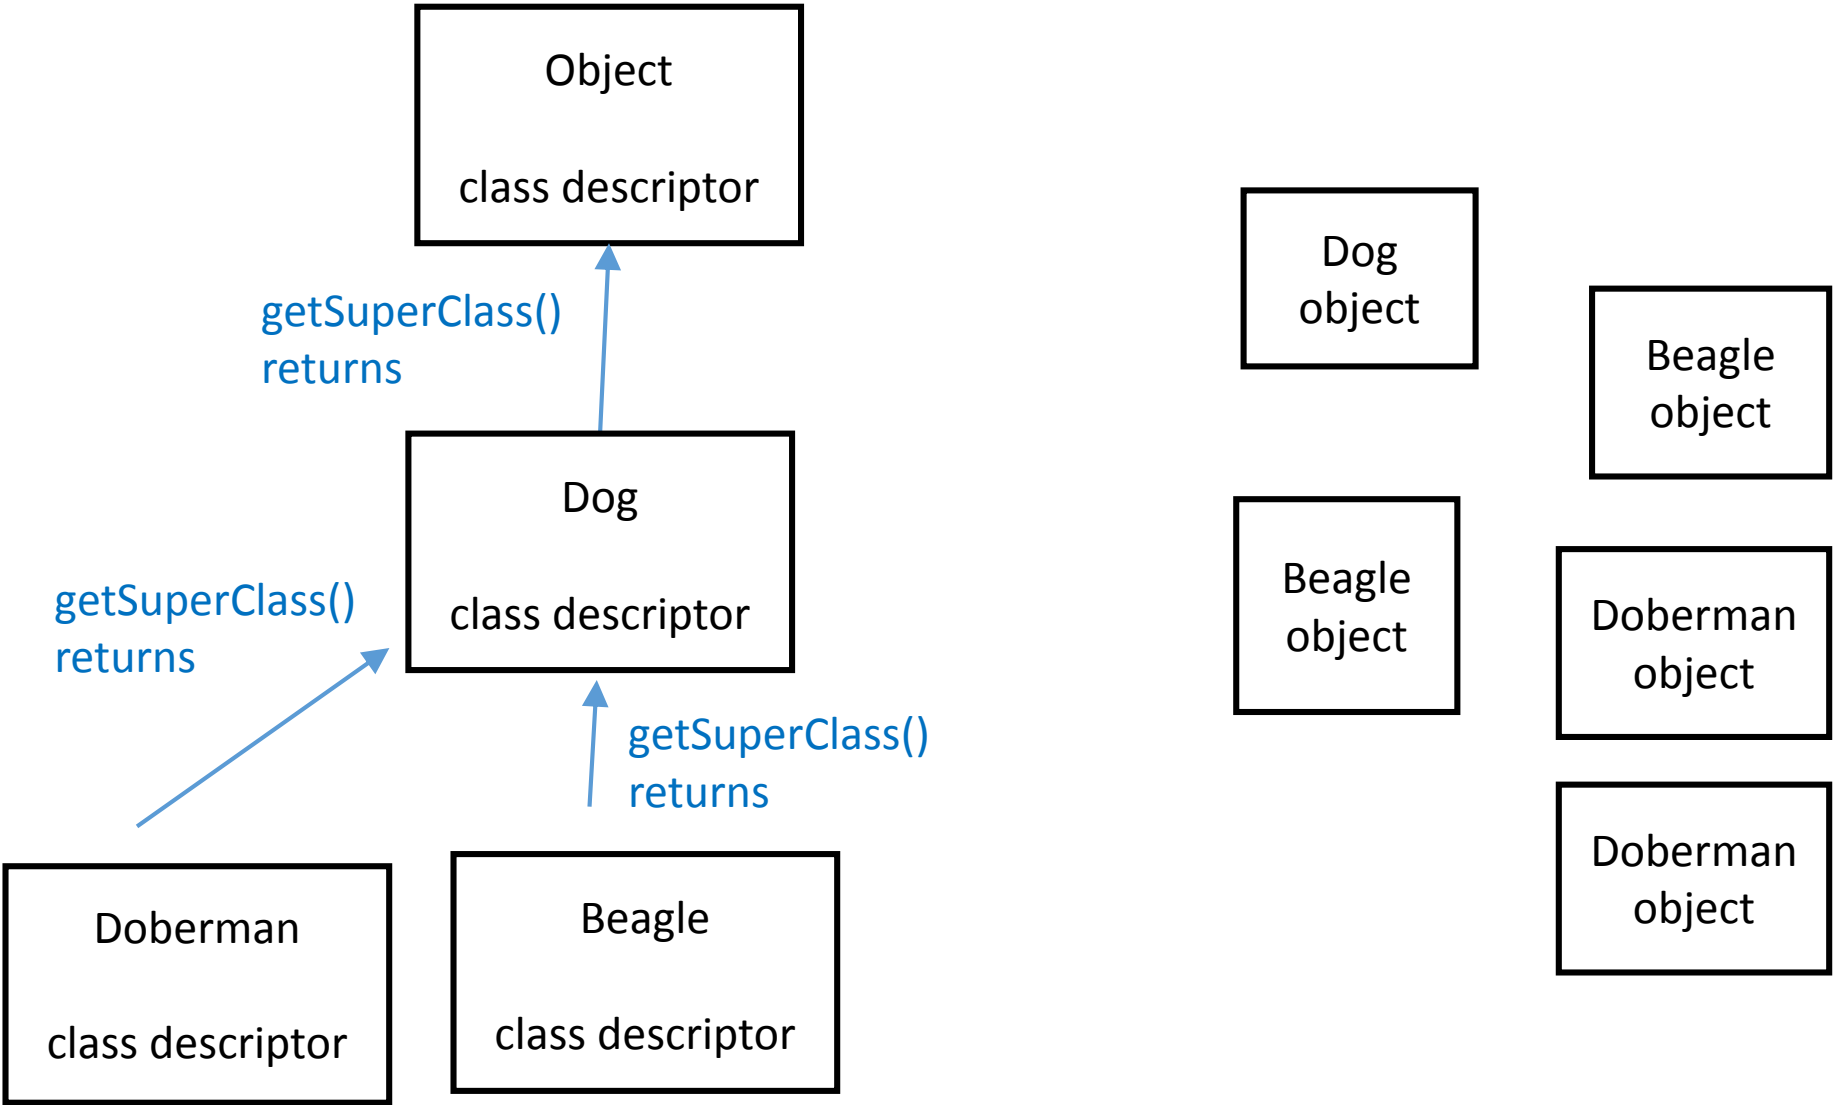 Object
class descriptor
getSuperClass()
returns
Dog
class descriptor
getSuperClass()
returns
getSuperClass()
returns
Doberman
class descriptor
Beagle
class descriptor
Dog
object
Beagle
object
Beagle
object
Doberman
object
Doberman
object